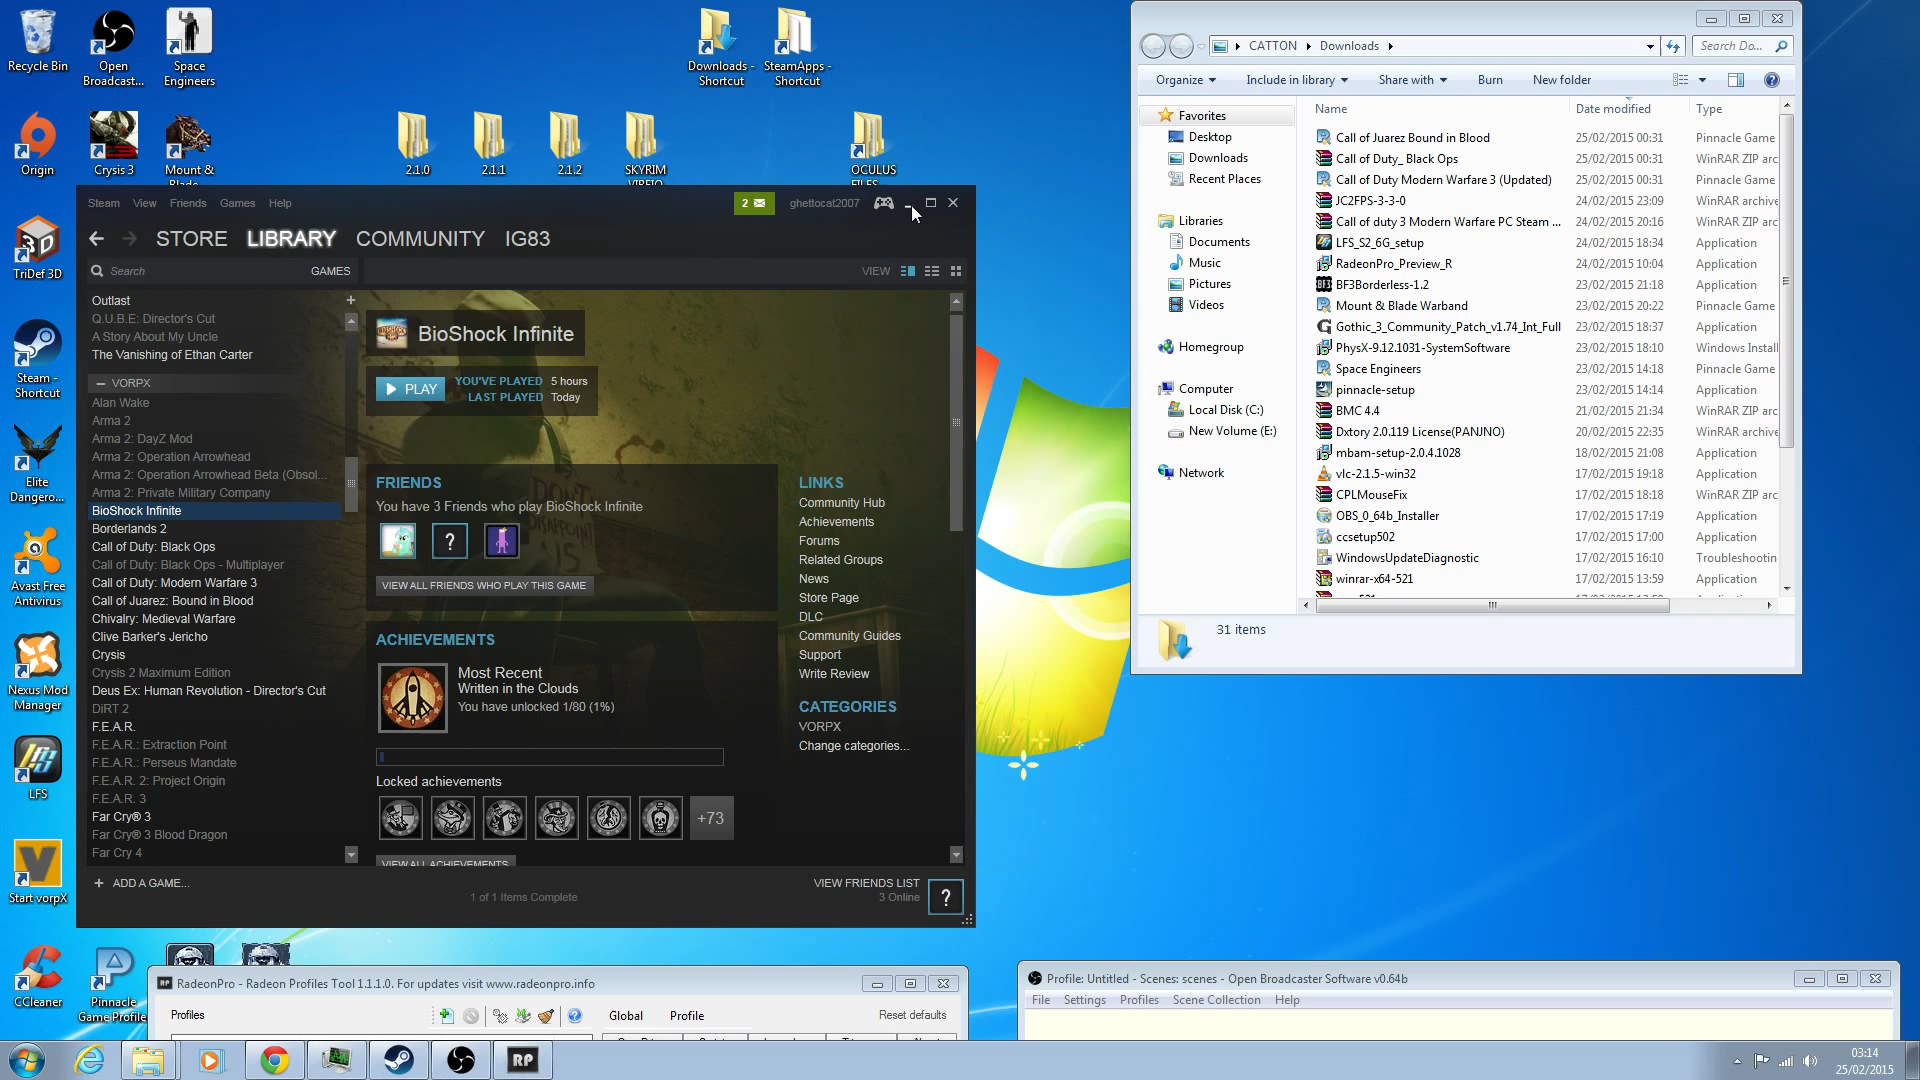 Recycle Bin
Open Broadcast...
Space Engineers
Downloads - Shortcut
SteamApps - Shortcut
Origin
Crysis 3
Mount & Blade
2.1.0
2.1.1
2.1.2
SKYRIM
OCULUS FILES
TriDef 3D
Steam - Shortcut
Elite Dangero...
Avast Free Antivirus
Nexus Mod Manager
LFS
Start vorpX
CCleaner
Pinnacle Game Profile
Steam View Friends Games Help
2
ghettocat2007
STORE LIBRARY COMMUNITY IG83
Search
GAMES
VIEW
Outlast
Q.U.B.E: Director's Cut
A Story About My Uncle
The Vanishing of Ethan Carter
VORPX
Alan Wake
Arma 2
Arma 2: DayZ Mod
Arma 2: Operation Arrowhead
Arma 2: Operation Arrowhead Beta (Obsol...
Arma 2: Private Military Company
BioShock Infinite
Borderlands 2
Call of Duty: Black Ops
Call of Duty: Black Ops - Multiplayer
Call of Duty: Modern Warfare 3
Call of Juarez: Bound in Blood
Chivalry: Medieval Warfare
Clive Barker's Jericho
Crysis
Crysis 2 Maximum Edition
Deus Ex: Human Revolution - Director's Cut
DiRT 2
F.E.A.R.
F.E.A.R.: Extraction Point
F.E.A.R.: Perseus Mandate
F.E.A.R. 2: Project Origin
F.E.A.R. 3
Far Cry® 3
Far Cry® 3 Blood Dragon
Far Cry 4
ADD A GAME...
BioShock Infinite
PLAY
YOU'VE PLAYED 5 hours
LAST PLAYED Today
FRIENDS
You have 3 Friends who play BioShock Infinite
?
VIEW ALL FRIENDS WHO PLAY THIS GAME
ACHIEVEMENTS
Most Recent
Written in the Clouds
You have unlocked 1/80 (1%)
Locked achievements
+73
VIEW ALL ACHIEVEMENTS
LINKS
Community Hub
Achievements
Forums
Related Groups
News
Store Page
DLC
Community Guides
Support
Write Review
CATEGORIES
VORPX
Change categories...
1 of 1 Items Complete
VIEW FRIENDS LIST
3 Online
?
CATTON Downloads
Search Do...
Organize Include in library Share with Burn New folder
Favorites
Desktop
Downloads
Recent Places
Libraries
Documents
Music
Pictures
Videos
Homegroup
Computer
Local Disk (C:)
New Volume (E:)
Network
Name Date modified Type
Call of Juarez Bound in Blood 25/02/2015 00:31 Pinnacle Game
Call of Duty_ Black Ops 25/02/2015 00:31 WinRAR ZIP arc
Call of Duty Modern Warfare 3 (Updated) 25/02/2015 00:31 Pinnacle Game
JC2FPS-3-3-0 24/02/2015 23:09 WinRAR archive
Call of duty 3 Modern Warfare PC Steam ... 24/02/2015 20:16 WinRAR ZIP arc
LFS_S2_6G_setup 24/02/2015 18:34 Application
RadeonPro_Preview_R 24/02/2015 10:04 Application
BF3Borderless-1.2 23/02/2015 21:18 Application
Mount & Blade Warband 23/02/2015 20:22 Pinnacle Game
Gothic_3_Community_Patch_v1.74_Int_Full 23/02/2015 18:37 Application
PhysX-9.12.1031-SystemSoftware 23/02/2015 18:10 Windows Install
Space Engineers 23/02/2015 14:18 Pinnacle Game
pinnacle-setup 23/02/2015 14:14 Application
BMC 4.4 21/02/2015 21:34 WinRAR ZIP arc
Dxtory 2.0.119 License(PANJNO) 20/02/2015 22:35 WinRAR archive
mbam-setup-2.0.4.1028 18/02/2015 21:08 Application
vlc-2.1.5-win32 17/02/2015 19:18 Application
CPLMouseFix 17/02/2015 18:18 WinRAR ZIP arc
OBS_0_64b_Installer 17/02/2015 17:19 Application
ccsetup502 17/02/2015 17:00 Application
WindowsUpdateDiagnostic 17/02/2015 16:10 Troubleshootin
winrar-x64-521 17/02/2015 13:59 Application
31 items
RadeonPro - Radeon Profiles Tool 1.1.1.0. For updates visit www.radeonpro.info
Profiles
Global Profile
Reset defaults
Profile: Untitled - Scenes: scenes - Open Broadcaster Software v0.64b
File Settings Profiles Scene Collection Help
RP
03:14
25/02/2015